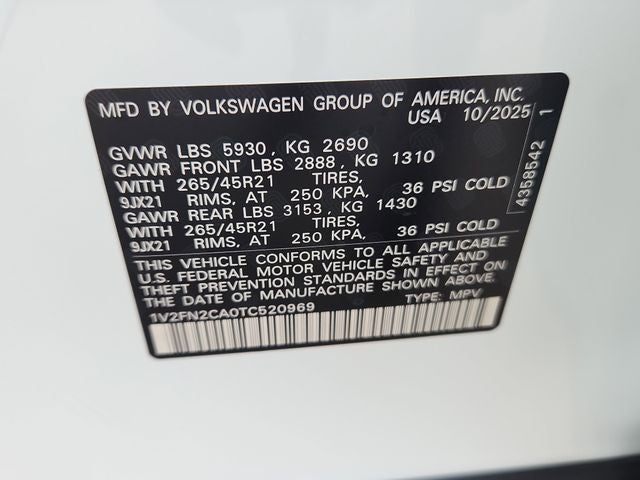 MFD BY VOLKSWAGEN GROUP OF AMERICA, INC.
USA 10/2025
GVWR LBS 5930 , KG 2690
GAWR FRONT LBS 2888 , KG 1310
WITH 265/45R21 TIRES,
9JX21 RIMS, AT 250 KPA, 36 PSI COLD
GAWR REAR LBS 3153 , KG 1430
WITH 265/45R21 TIRES,
9JX21 RIMS, AT 250 KPA, 36 PSI COLD
THIS VEHICLE CONFORMS TO ALL APPLICABLE
U.S. FEDERAL MOTOR VEHICLE SAFETY AND
THEFT PREVENTION STANDARDS IN EFFECT ON
THE DATE OF MANUFACTURE SHOWN ABOVE.
1V2FN2CA0TC520969 TYPE: MPV
4358542 1